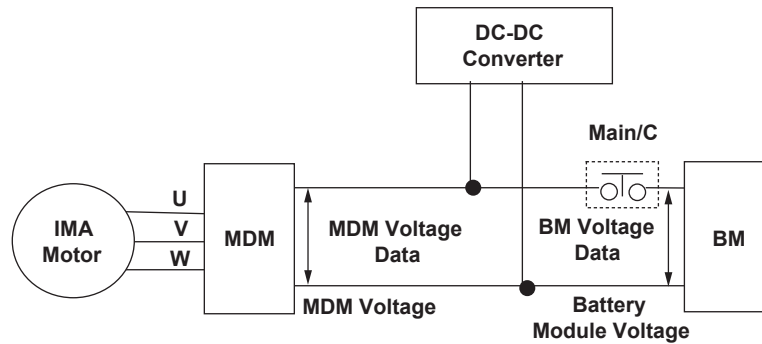 DC-DC
Converter
Main/C
U
V
W
IMA
Motor
MDM
MDM Voltage
Data
BM Voltage
Data
BM
MDM Voltage
Battery
Module Voltage